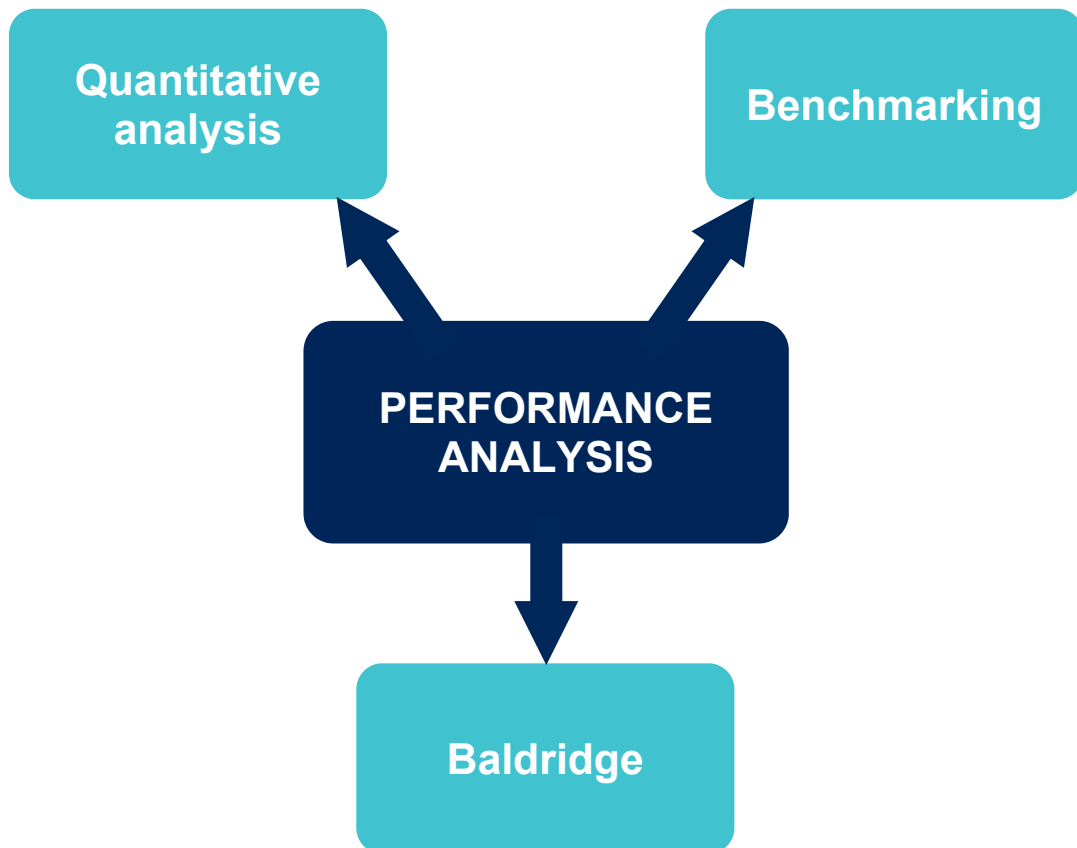 Quantitative
analysis
Benchmarking
PERFORMANCE
ANALYSIS
Baldridge